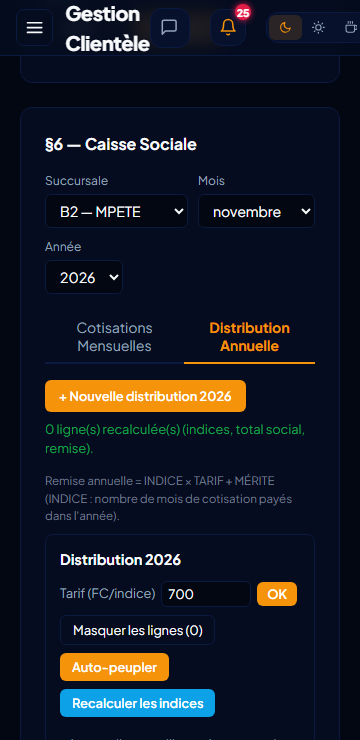 Gestion
Clientèle
25
§6 — Caisse Sociale
Succursale
Mois
B2 — MPETE
novembre
Année
2026
Cotisations
Mensuelles
Distribution
Annuelle
+ Nouvelle distribution 2026
0 ligne(s) recalculée(s) (indices, total social,
remise).
Remise annuelle = INDICE × TARIF + MÉRITE
(INDICE : nombre de mois de cotisation payés
dans l'année).
Distribution 2026
Tarif (FC/indice)
700
OK
Masquer les lignes (0)
Auto-peupler
Recalculer les indices